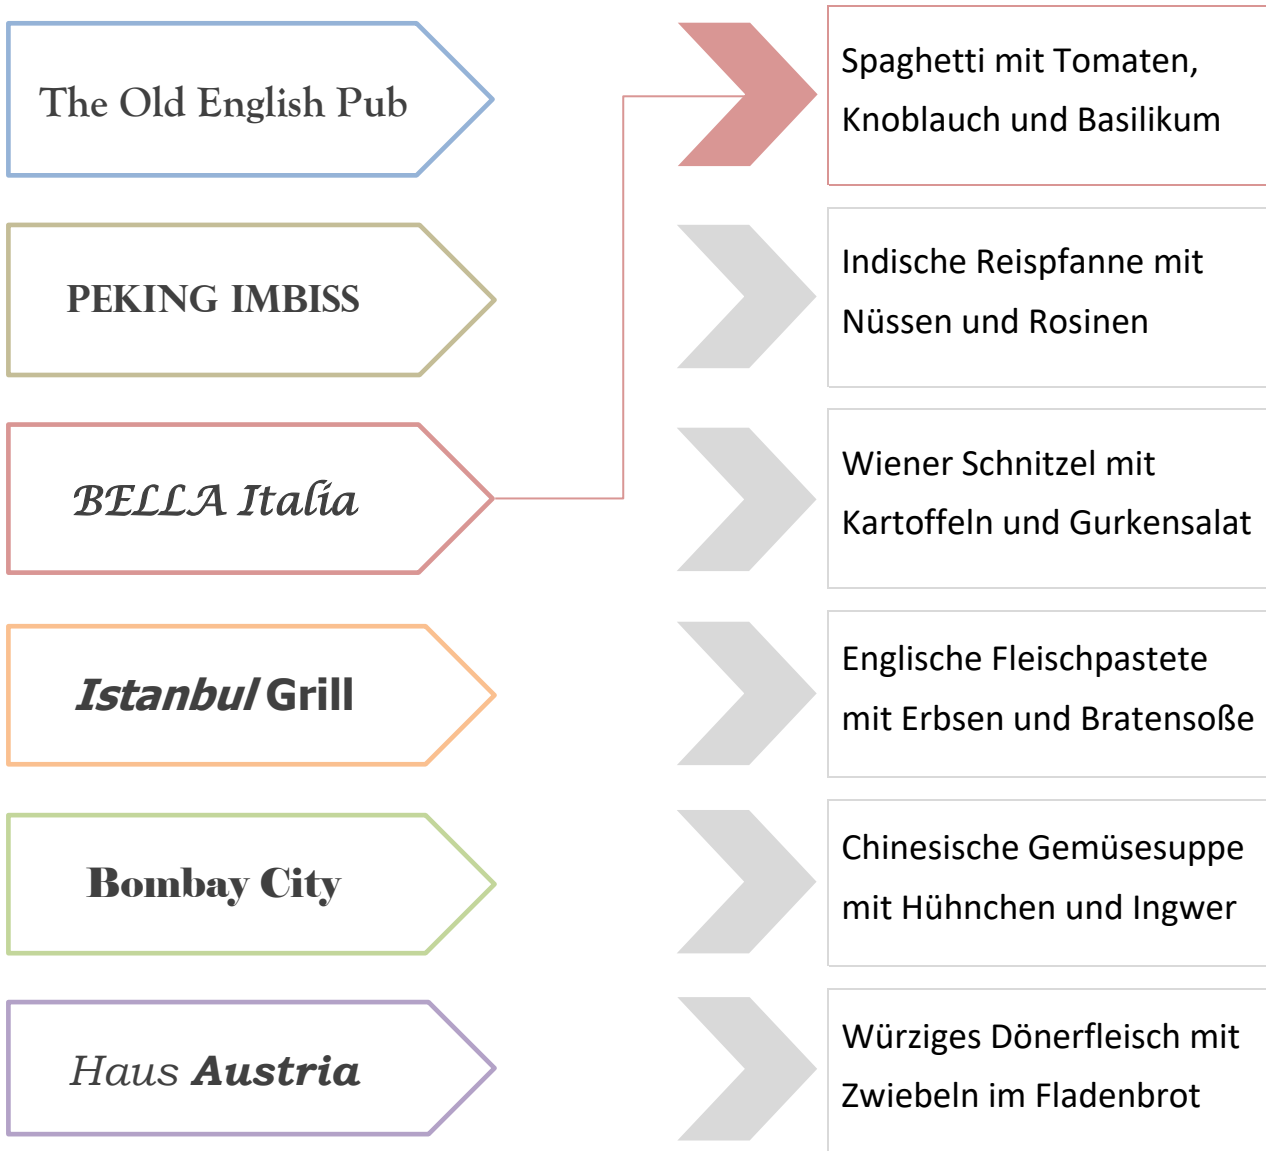 The Old English Pub
Spaghetti mit Tomaten,
Knoblauch und Basilikum
PEKING IMBISS
Indische Reispfanne mit
Nüssen und Rosinen
BELLA Italia
Wiener Schnitzel mit
Kartoffeln und Gurkensalat
Istanbul Grill
Englische Fleischpastete
mit Erbsen und Bratensoße
Bombay City
Chinesische Gemüsesuppe
mit Hühnchen und Ingwer
Haus Austria
Würziges Dönerfleisch mit
Zwiebeln im Fladenbrot